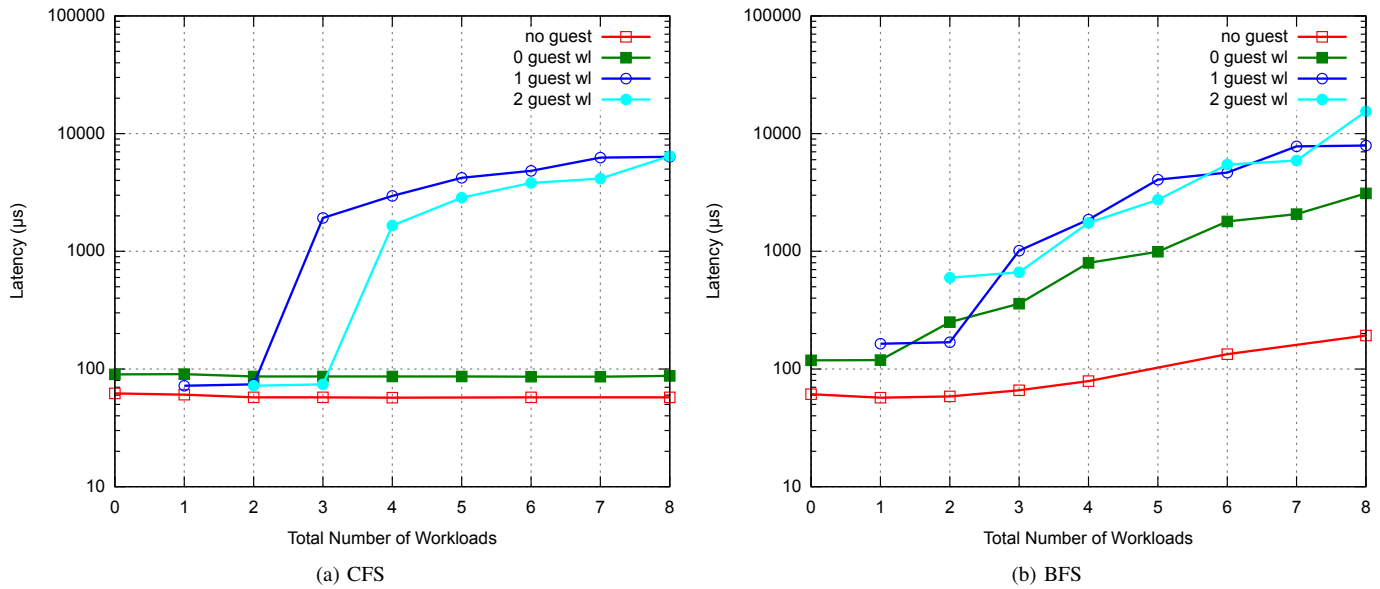 100000
10000
1000
100
10
Latency (µs)
no guest
0 guest wl
1 guest wl
2 guest wl
0 1 2 3 4 5 6 7 8
Total Number of Workloads
(a) CFS
100000
10000
1000
100
10
Latency (µs)
no guest
0 guest wl
1 guest wl
2 guest wl
0 1 2 3 4 5 6 7 8
Total Number of Workloads
(b) BFS